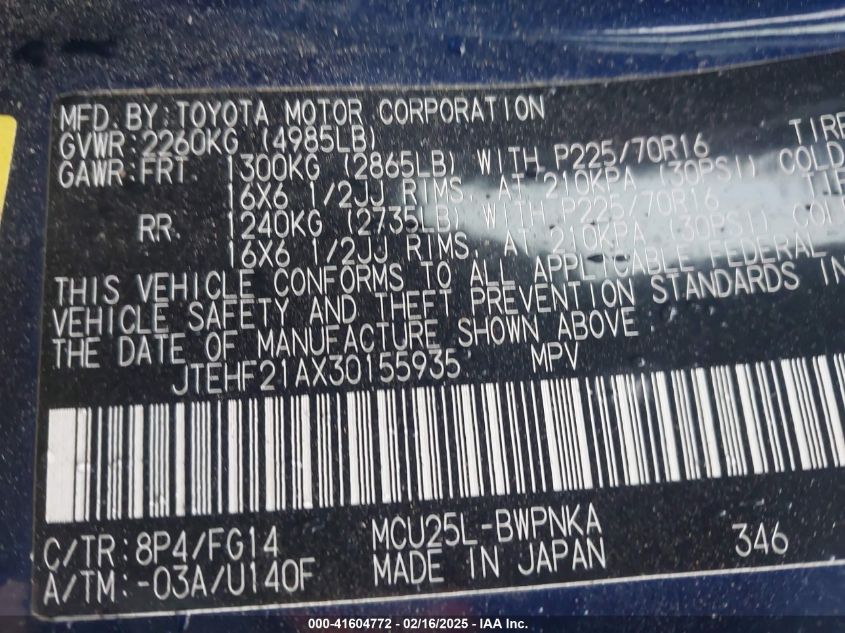 MFD. BY: TOYOTA MOTOR CORPORATION
GVWR: 2260KG (4985LB)
GAWR: FRT. 1300KG (2865LB) WITH P225/70R16 TIRE
16X6 1/2JJ RIMS, AT 210KPA (30PSI) COLD
RR. 1240KG (2735LB) WITH P225/70R16
16X6 1/2JJ RIMS, AT 210KPA (30PSI)
THIS VEHICLE CONFORMS TO ALL APPLICABLE FEDERAL
VEHICLE SAFETY AND THEFT PREVENTION STANDARDS IN
THE DATE OF MANUFACTURE SHOWN ABOVE.
JTEHF21AX30155935 MPV
C/TR: 8P4/FG14 MCU25L-BWPNKA 346
A/TM: -03A/U140F MADE IN JAPAN
000-41604772 - 02/16/2025 - IAAI Inc.